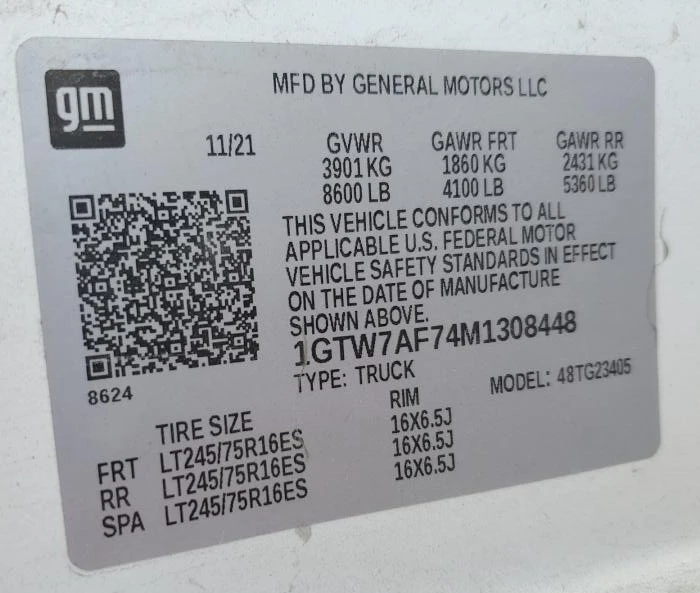 gm
MFD BY GENERAL MOTORS LLC
11/21 GVWR GAWR FRT GAWR RR
3901 KG 1860 KG 2431 KG
8600 LB 4100 LB 5360 LB
THIS VEHICLE CONFORMS TO ALL
APPLICABLE U.S. FEDERAL MOTOR
VEHICLE SAFETY STANDARDS IN EFFECT
ON THE DATE OF MANUFACTURE
SHOWN ABOVE.
1GTW7AF74M1308448
8624
TYPE: TRUCK MODEL: 48TG23405
TIRE SIZE RIM
FRT LT245/75R16ES 16X6.5J
RR LT245/75R16ES 16X6.5J
SPA LT245/75R16ES 16X6.5J